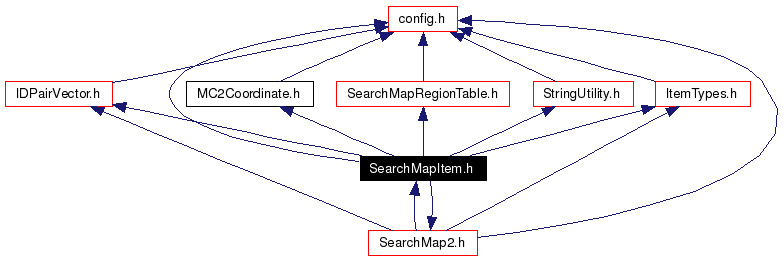 config.h
IDPairVector.h
MC2Coordinate.h
SearchMapRegionTable.h
StringUtility.h
ItemTypes.h
SearchMapItem.h
SearchMap2.h